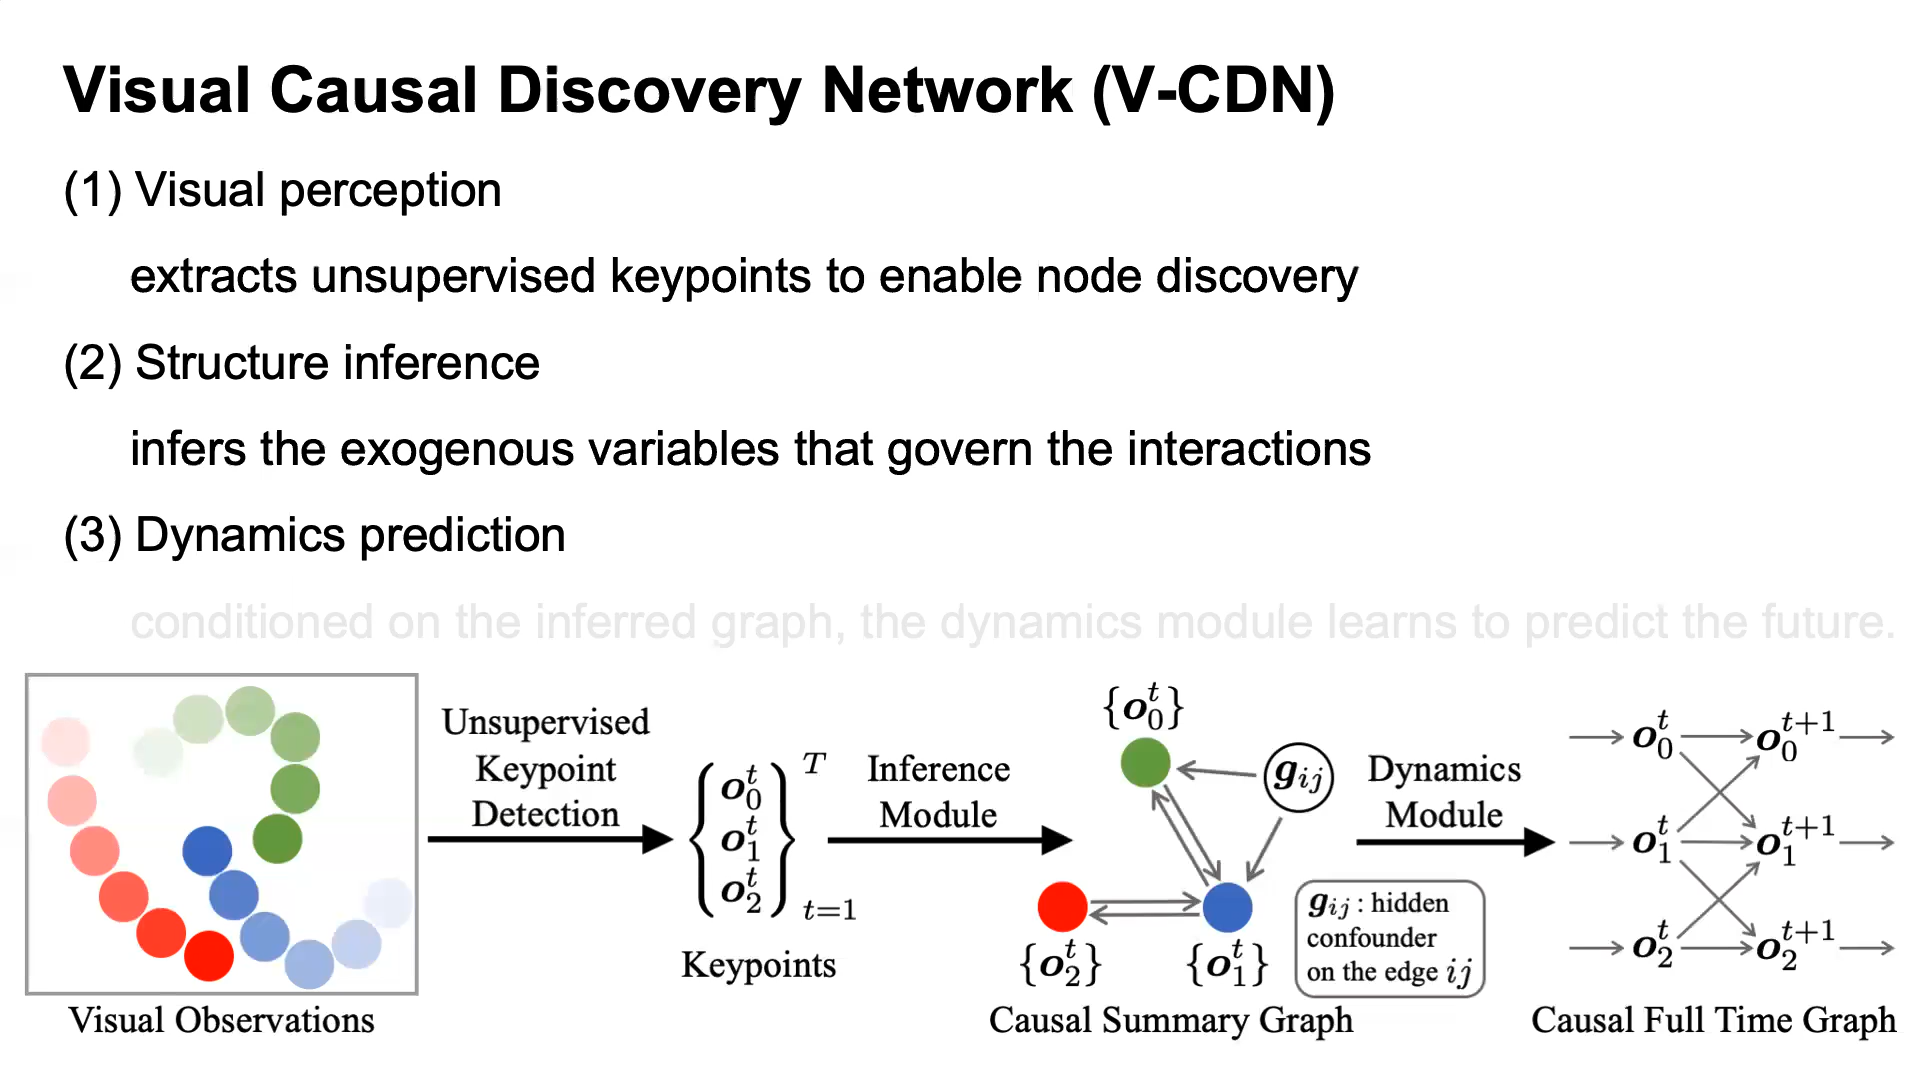 Visual Causal Discovery Network (V-CDN)
(1) Visual perception
extracts unsupervised keypoints to enable node discovery
(2) Structure inference
infers the exogenous variables that govern the interactions
(3) Dynamics prediction
conditioned on the inferred graph, the dynamics module learns to predict the future.
Visual Observations
Unsupervised
Keypoint
Detection
{o_0^t
o_1^t
o_2^t}_{t=1}^T
Keypoints
Inference
Module
{o_0^t}
g_{ij}
{o_2^t}
{o_1^t}
g_{ij} : hidden
confounder
on the edge ij
Causal Summary Graph
Dynamics
Module
o_0^t o_0^{t+1}
o_1^t o_1^{t+1}
o_2^t o_2^{t+1}
Causal Full Time Graph